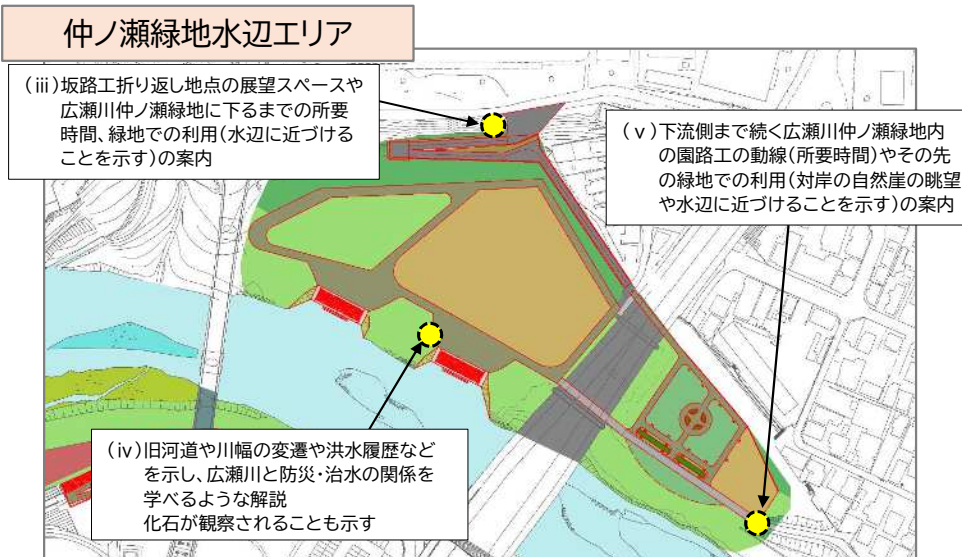 仲ノ瀬緑地水辺エリア
(ⅲ)坂路工折り返し地点の展望スペースや
広瀬川仲ノ瀬緑地に下るまでの所要
時間、緑地での利用(水辺に近づける
ことを示す)の案内
(ⅴ)下流側まで続く広瀬川仲ノ瀬緑地内
の園路工の動線(所要時間)やその先
の緑地での利用(対岸の自然崖の眺望
や水辺に近づけることを示す)の案内
(ⅳ)旧河道や川幅の変遷や洪水履歴など
を示し、広瀬川と防災・治水の関係を
学べるような解説
化石が観察されることも示す